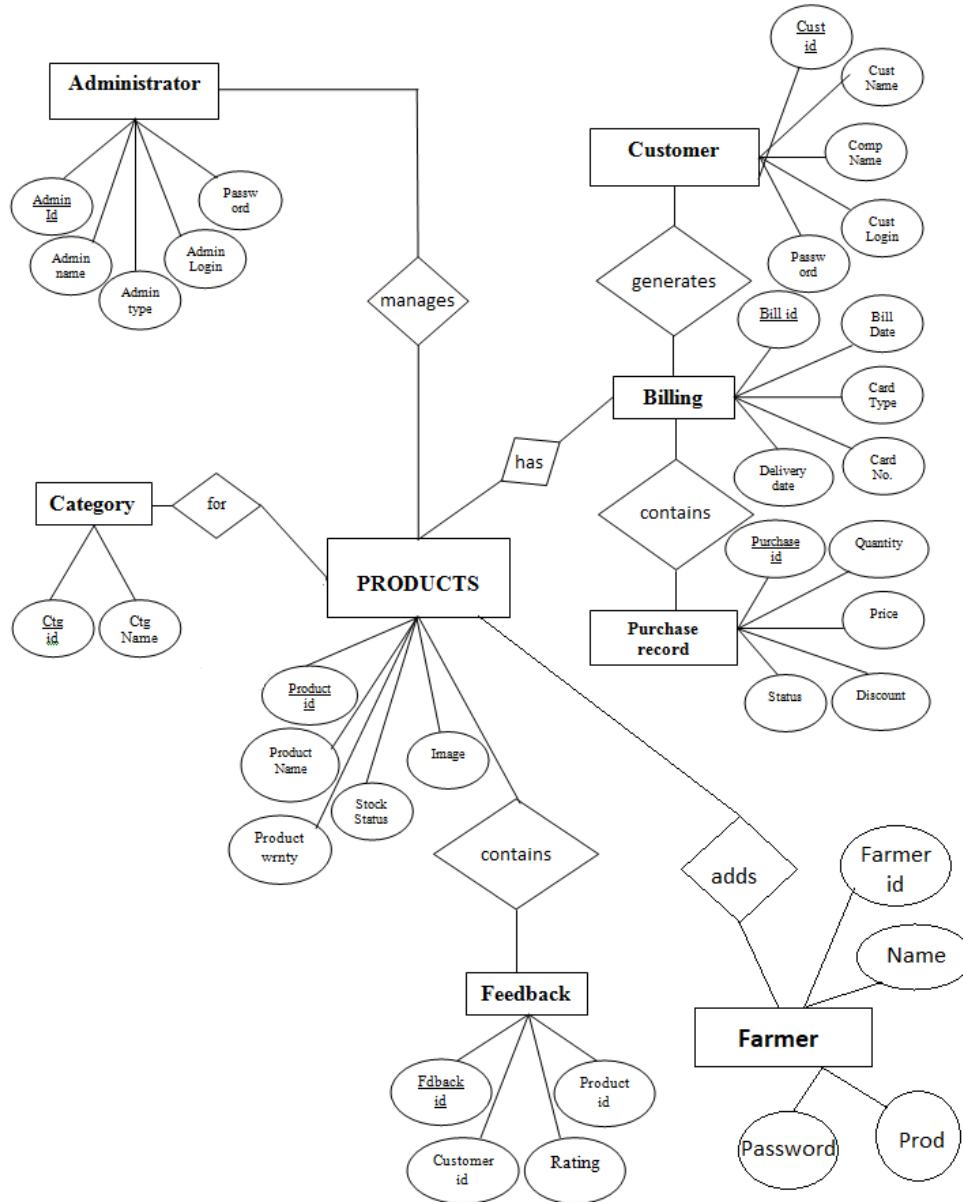 Administrator
Admin
Id
Admin
name
Admin
type
Admin
Login
Passw
ord
manages
Cust
id
Cust
Name
Comp
Name
Cust
Login
Passw
ord
Customer
generates
Bill id
Bill
Date
Card
Type
Card
No.
Delivery
date
Billing
has
contains
Category
for
Ctg
id
Ctg
Name
PRODUCTS
Purchase
id
Quantity
Price
Discount
Status
Purchase
record
Product
id
Product
Name
Product
wrnty
Stock
Status
Image
contains
adds
Farmer
id
Name
Farmer
Password
Prod
Feedback
Fdback
id
Customer
id
Rating
Product
id